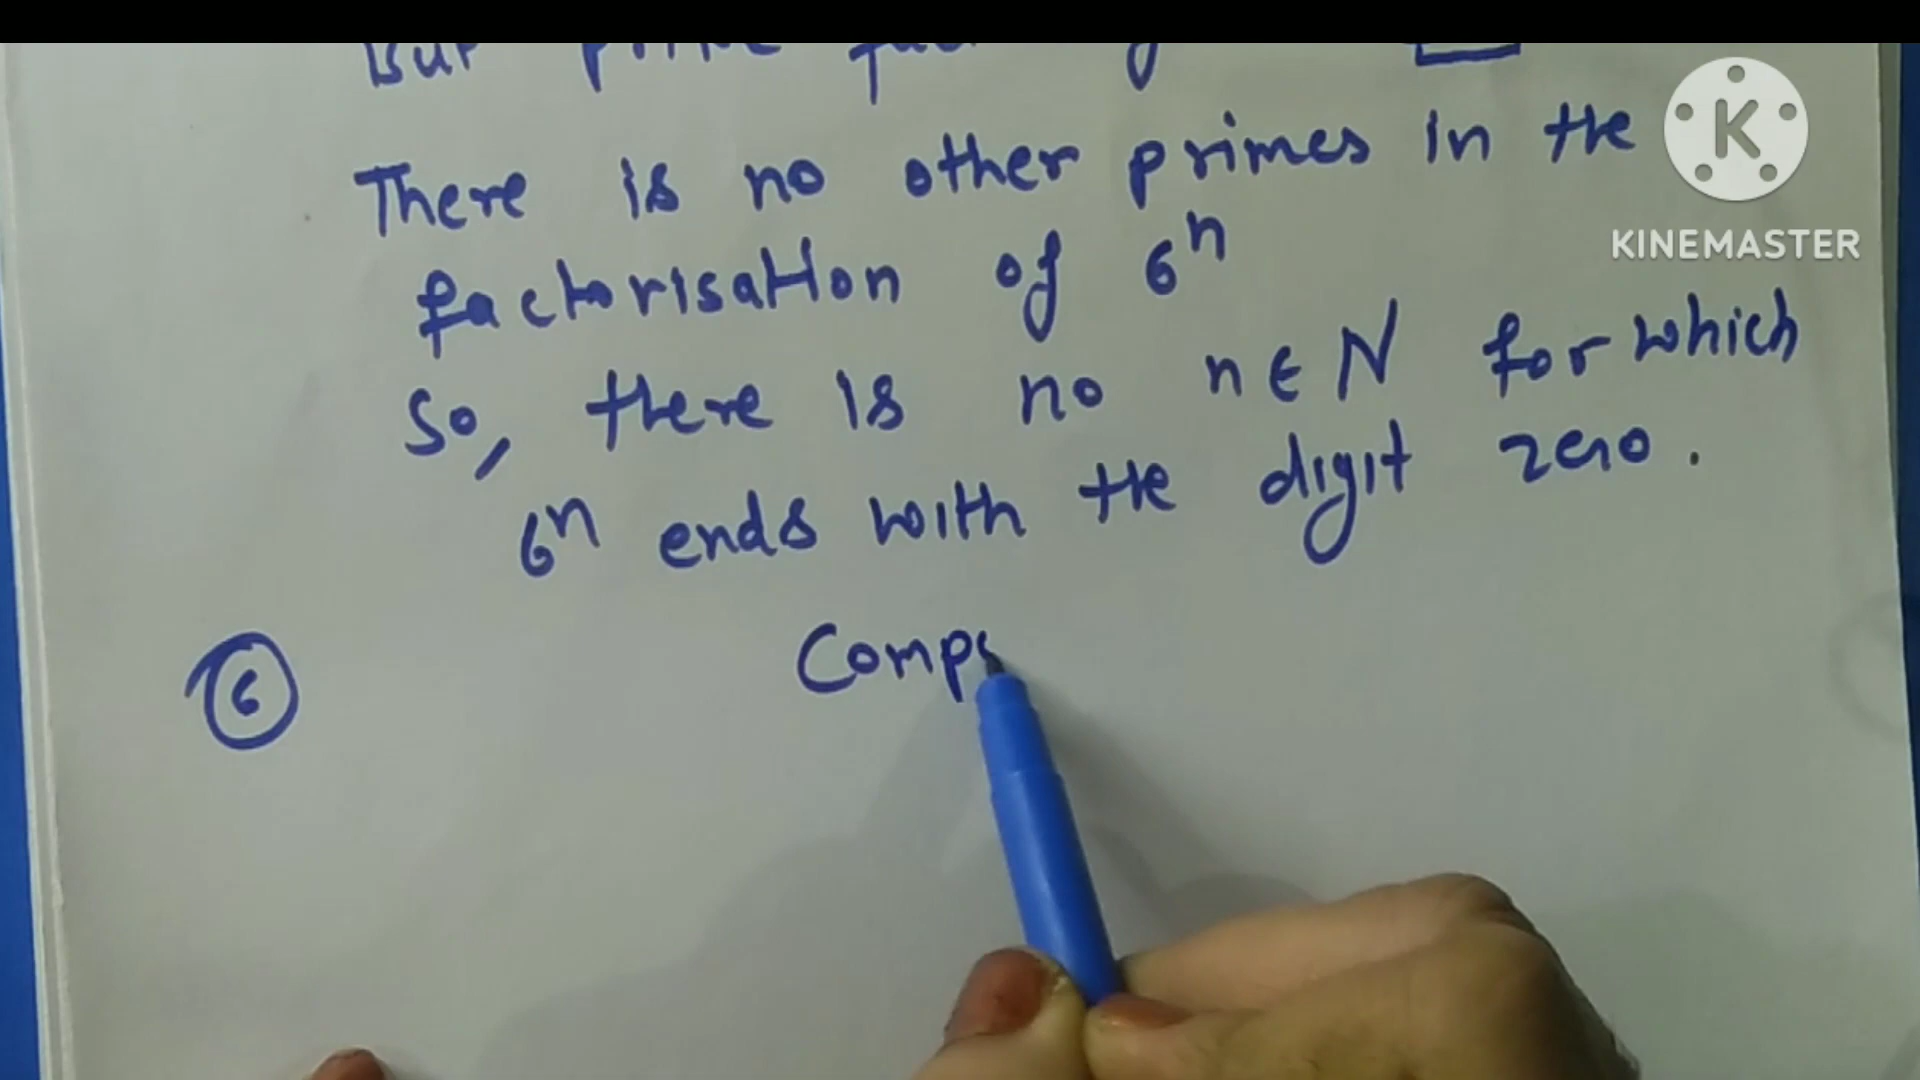 There is no other primes in the
factorisation of 6ⁿ
So, there is no n ∈ N for which
6ⁿ ends with the digit zero.
6 Comp
K
KINEMASTER